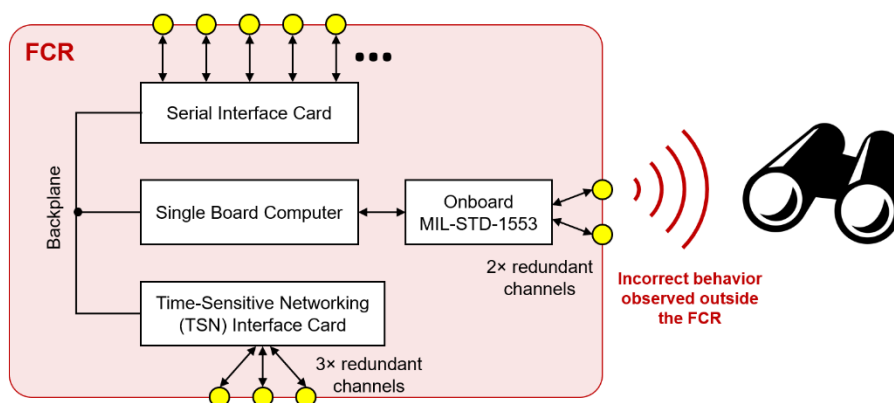 FCR
Serial Interface Card
Backplane
Single Board Computer
Onboard
MIL-STD-1553
2× redundant
channels
Incorrect behavior
observed outside
the FCR
Time-Sensitive Networking
(TSN) Interface Card
3× redundant
channels